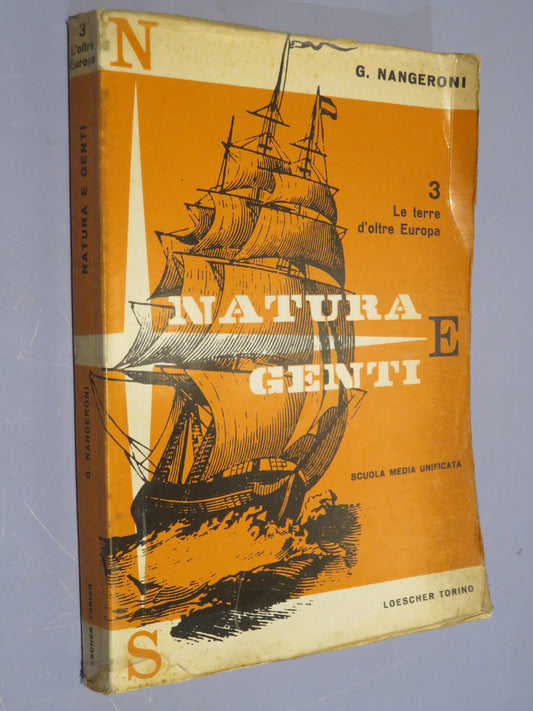 3
L'oltre
Europa
NATURA E GENTI
G. NANGERONI
ESCHER TORINO
N
G. NANGERONI
3
Le terre
d'oltre Europa
NATURA
E
GENTI
SCUOLA MEDIA UNIFICATA
LOESCHER TORINO
S